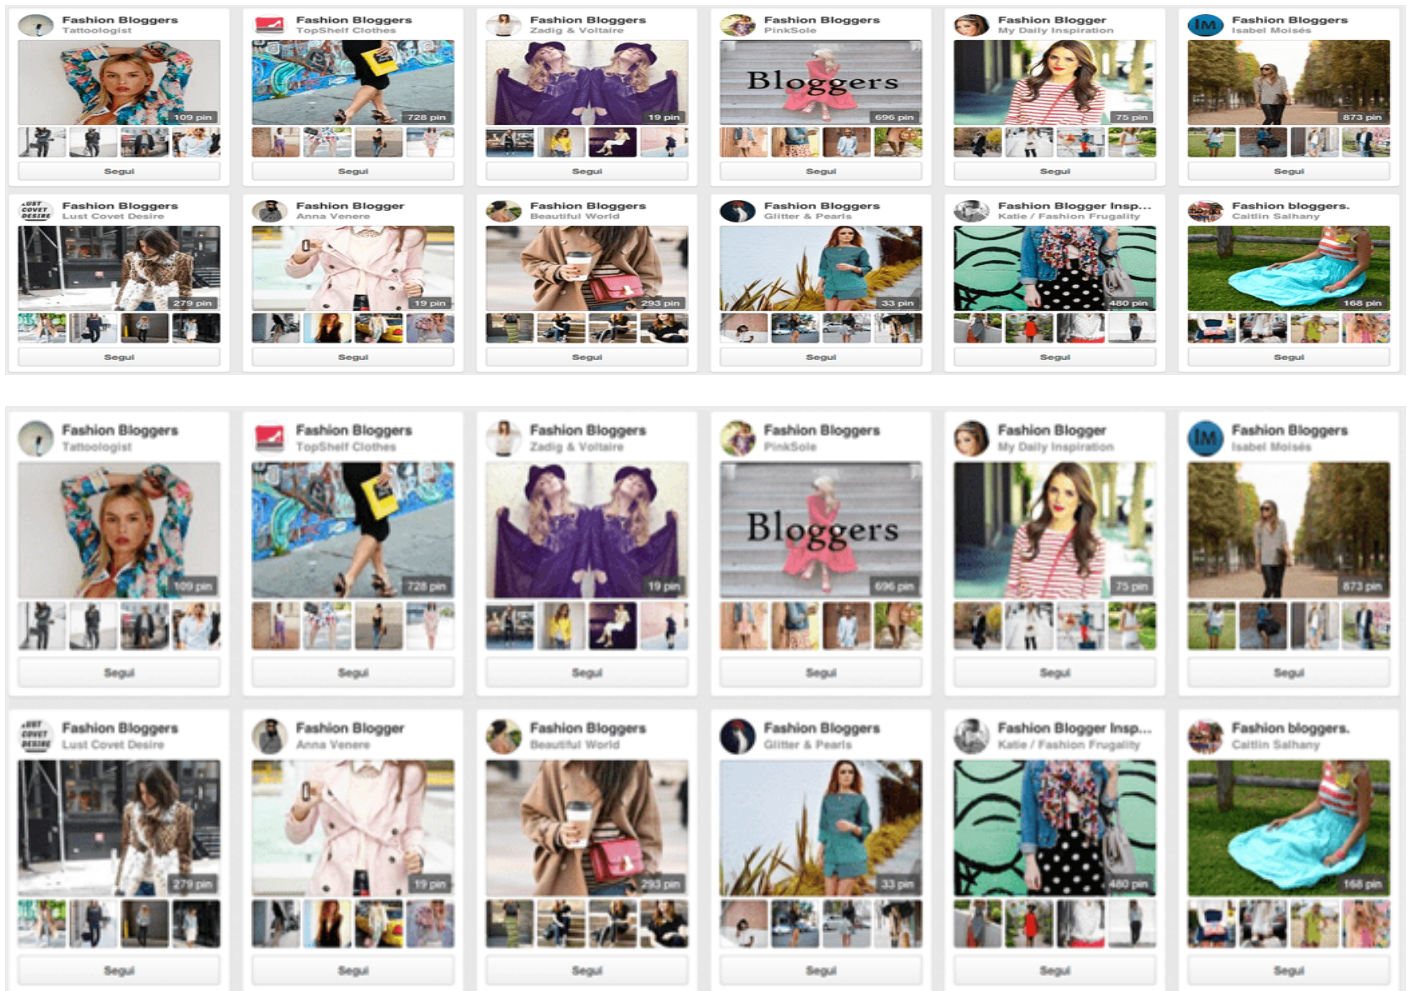 Fashion Bloggers
Tattoologist
109 pin
Segui
Fashion Bloggers
TopShelf Clothes
728 pin
Segui
Fashion Bloggers
Zadig & Voltaire
19 pin
Segui
Fashion Bloggers
PinkSole
Bloggers
696 pin
Segui
Fashion Blogger
My Daily Inspiration
75 pin
Segui
IM
Fashion Bloggers
Isabel Moisés
873 pin
Segui
LUST
COVET
DESIRE
Fashion Bloggers
Lust Covet Desire
279 pin
Segui
Fashion Blogger
Anna Venere
19 pin
Segui
Fashion Bloggers
Beautiful World
293 pin
Segui
Fashion Bloggers
Glitter & Pearls
33 pin
Segui
Fashion Blogger Insp...
Katie / Fashion Frugality
480 pin
Segui
Fashion bloggers.
Caitlin Salhany
168 pin
Segui
Fashion Bloggers
Tattoologist
109 pin
Segui
Fashion Bloggers
TopShelf Clothes
728 pin
Segui
Fashion Bloggers
Zadig & Voltaire
19 pin
Segui
Fashion Bloggers
PinkSole
Bloggers
696 pin
Segui
Fashion Blogger
My Daily Inspiration
75 pin
Segui
IM
Fashion Bloggers
Isabel Moisés
873 pin
Segui
LUST
COVET
DESIRE
Fashion Bloggers
Lust Covet Desire
279 pin
Segui
Fashion Blogger
Anna Venere
19 pin
Segui
Fashion Bloggers
Beautiful World
293 pin
Segui
Fashion Bloggers
Glitter & Pearls
33 pin
Segui
Fashion Blogger Insp...
Katie / Fashion Frugality
480 pin
Segui
Fashion bloggers.
Caitlin Salhany
168 pin
Segui